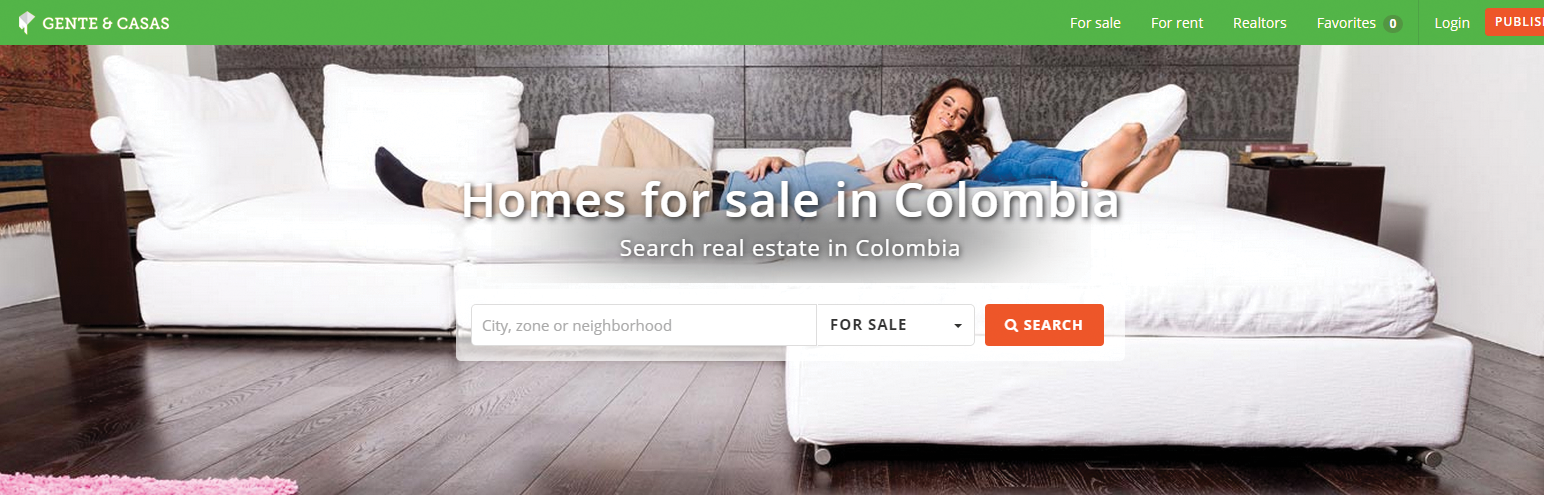 GENTE & CASAS
For sale
For rent
Realtors
Favorites 0
Login
Homes for sale in Colombia
Search real estate in Colombia
City, zone or neighborhood
FOR SALE
SEARCH